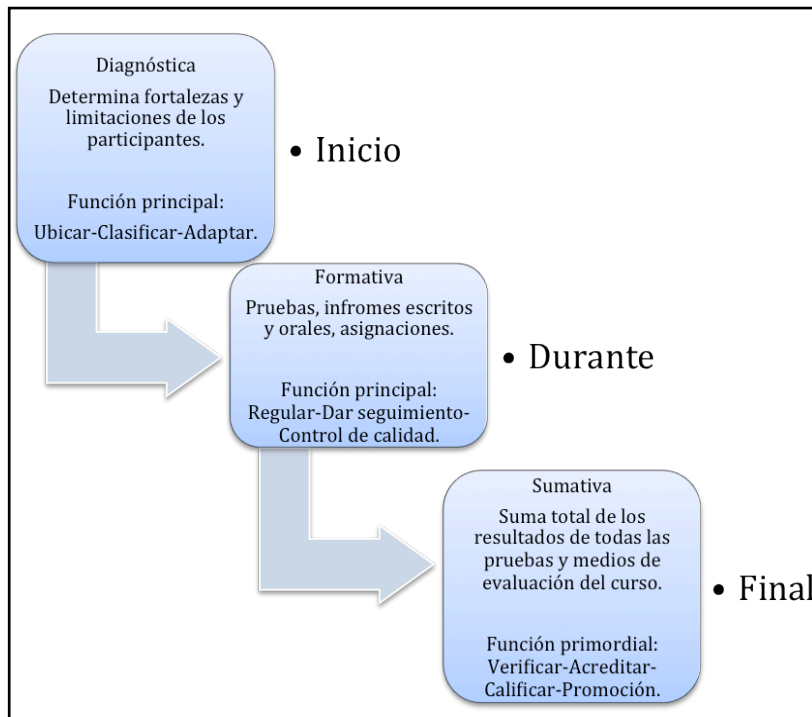 Diagnóstica
Determina fortalezas y
limitaciones de los
participantes.
Función principal:
Ubicar-Clasificar-Adaptar.
• Inicio
Formativa
Pruebas, infromes escritos
y orales, asignaciones.
Función principal:
Regular-Dar seguimiento-
Control de calidad.
• Durante
Sumativa
Suma total de los
resultados de todas las
pruebas y medios de
evaluación del curso.
Función primordial:
Verificar-Acreditar-
Calificar-Promoción.
• Final